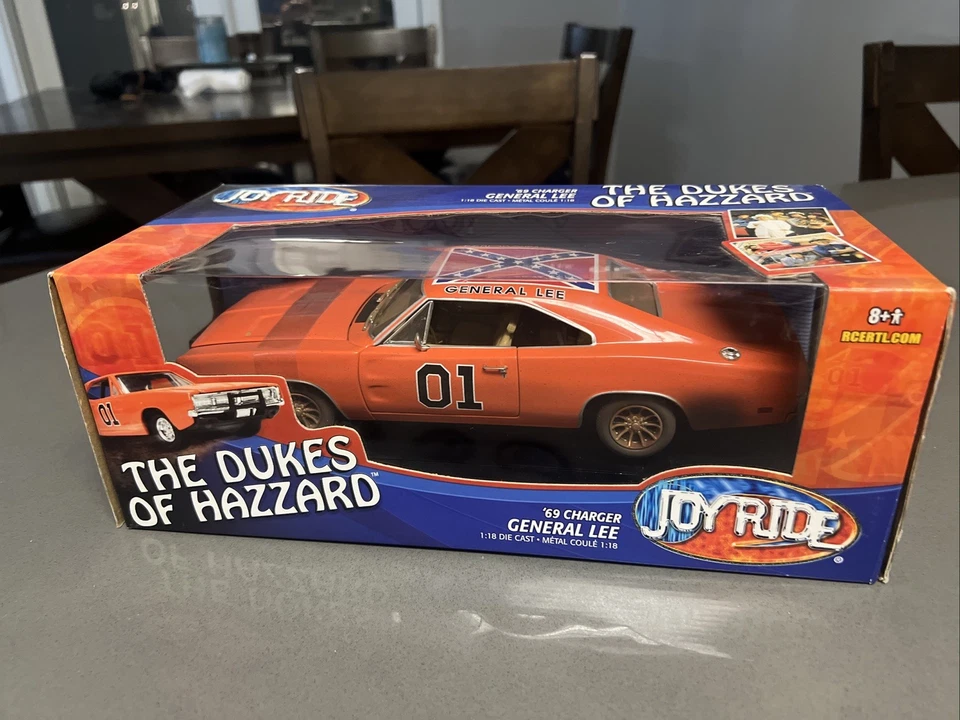 JOYRIDE®
'69 CHARGER
GENERAL LEE
1:18 DIE CAST • MÉTAL COULÉ 1:18
THE DUKES
OF HAZZARD
GENERAL LEE
01
8+
RCERTL.COM
01
01
THE DUKES
OF HAZZARD™
'69 CHARGER
GENERAL LEE
1:18 DIE CAST • MÉTAL COULÉ 1:18
JOYRIDE®